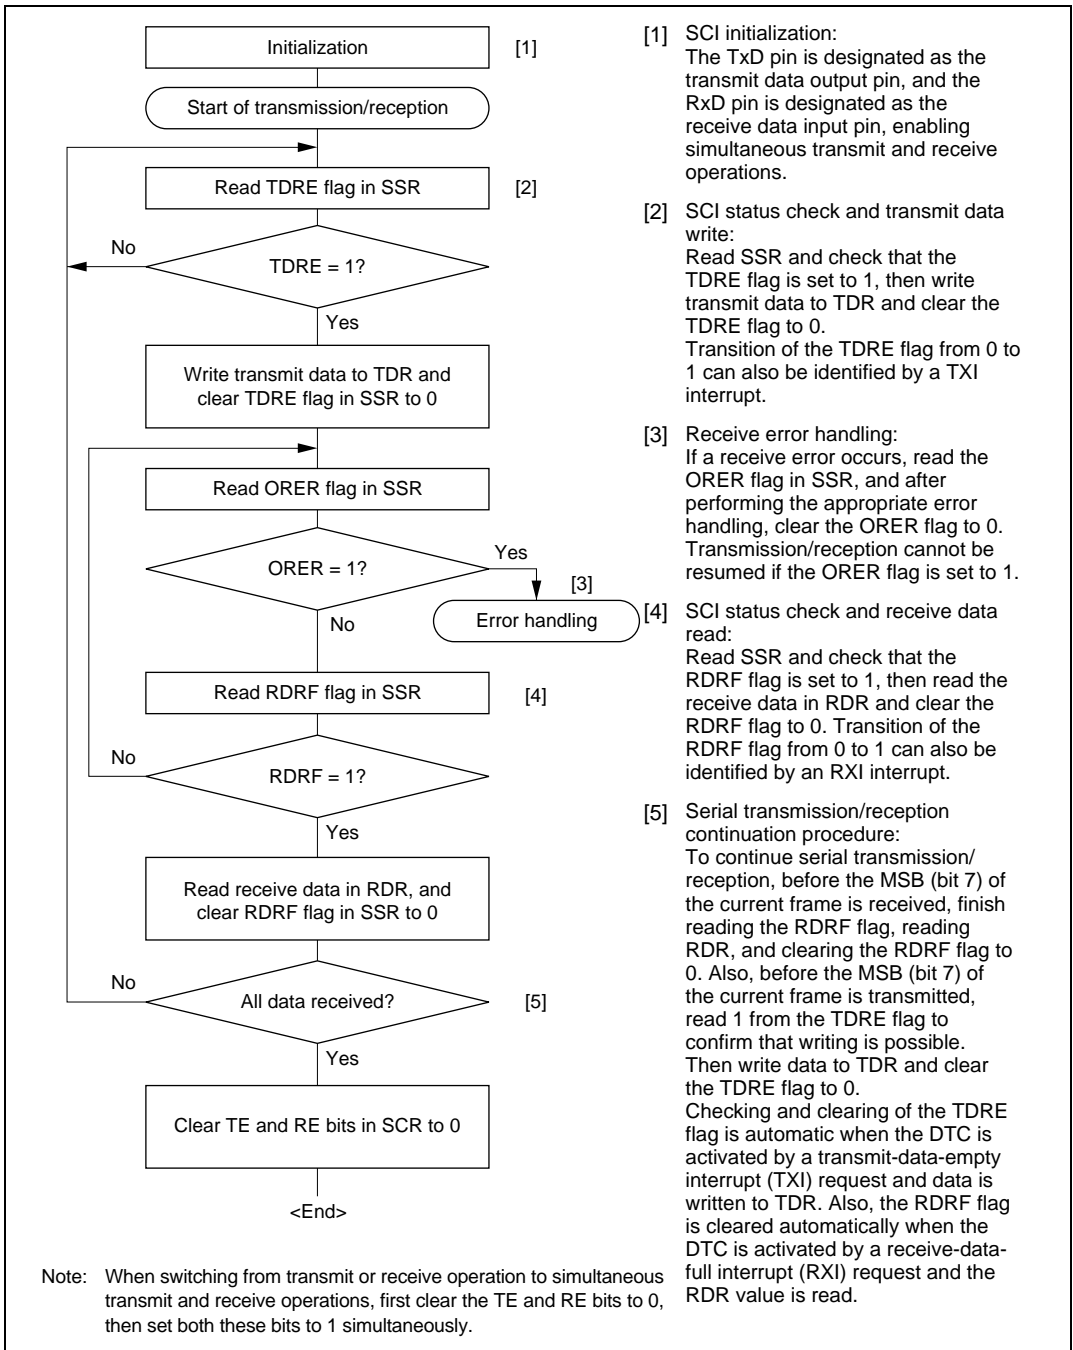 Initialization [1]
Start of transmission/reception
Read TDRE flag in SSR [2]
No
TDRE = 1?
Yes
Write transmit data to TDR and
clear TDRE flag in SSR to 0
Read ORER flag in SSR
Yes
ORER = 1?
[3]
No
Error handling
Read RDRF flag in SSR [4]
No
RDRF = 1?
Yes
Read receive data in RDR, and
clear RDRF flag in SSR to 0
No
All data received? [5]
Yes
Clear TE and RE bits in SCR to 0
<End>
[1] SCI initialization:
The TxD pin is designated as the
transmit data output pin, and the
RxD pin is designated as the
receive data input pin, enabling
simultaneous transmit and receive
operations.
[2] SCI status check and transmit data
write:
Read SSR and check that the
TDRE flag is set to 1, then write
transmit data to TDR and clear the
TDRE flag to 0.
Transition of the TDRE flag from 0 to
1 can also be identified by a TXI
interrupt.
[3] Receive error handling:
If a receive error occurs, read the
ORER flag in SSR, and after
performing the appropriate error
handling, clear the ORER flag to 0.
Transmission/reception cannot be
resumed if the ORER flag is set to 1.
[4] SCI status check and receive data
read:
Read SSR and check that the
RDRF flag is set to 1, then read the
receive data in RDR and clear the
RDRF flag to 0. Transition of the
RDRF flag from 0 to 1 can also be
identified by an RXI interrupt.
[5] Serial transmission/reception
continuation procedure:
To continue serial transmission/
reception, before the MSB (bit 7) of
the current frame is received, finish
reading the RDRF flag, reading
RDR, and clearing the RDRF flag to
0. Also, before the MSB (bit 7) of
the current frame is transmitted,
read 1 from the TDRE flag to
confirm that writing is possible.
Then write data to TDR and clear
the TDRE flag to 0.
Checking and clearing of the TDRE
flag is automatic when the DTC is
activated by a transmit-data-empty
interrupt (TXI) request and data is
written to TDR. Also, the RDRF flag
is cleared automatically when the
DTC is activated by a receive-data-
full interrupt (RXI) request and the
RDR value is read.
Note: When switching from transmit or receive operation to simultaneous
transmit and receive operations, first clear the TE and RE bits to 0,
then set both these bits to 1 simultaneously.